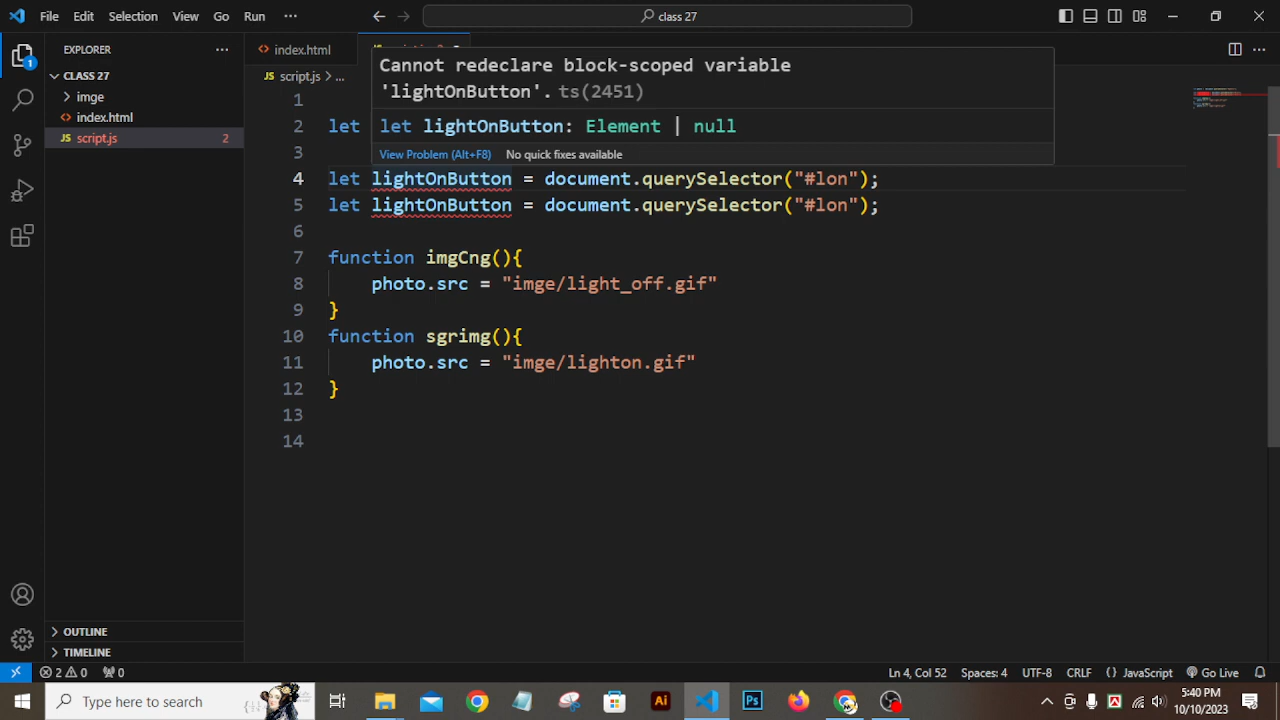 File Edit Selection View Go Run ···
class 27
EXPLORER
CLASS 27
imge
index.html
script.js 2
1
index.html
script.js > ...
Cannot redeclare block-scoped variable
'lightOnButton'. ts(2451)
let lightOnButton: Element | null
View Problem (Alt+F8) No quick fixes available
1
2 let
3
4 let lightOnButton = document.querySelector("#lon");
5 let lightOnButton = document.querySelector("#lon");
6
7 function imgCng(){
8 photo.src = "imge/light_off.gif"
9 }
10 function sgrimg(){
11 photo.src = "imge/lighton.gif"
12 }
13
14
OUTLINE
TIMELINE
2 0 0
Ln 4, Col 52 Spaces: 4 UTF-8 CRLF {} JavaScript Go Live
Type here to search
Ai
Ps
5:40 PM
10/10/2023